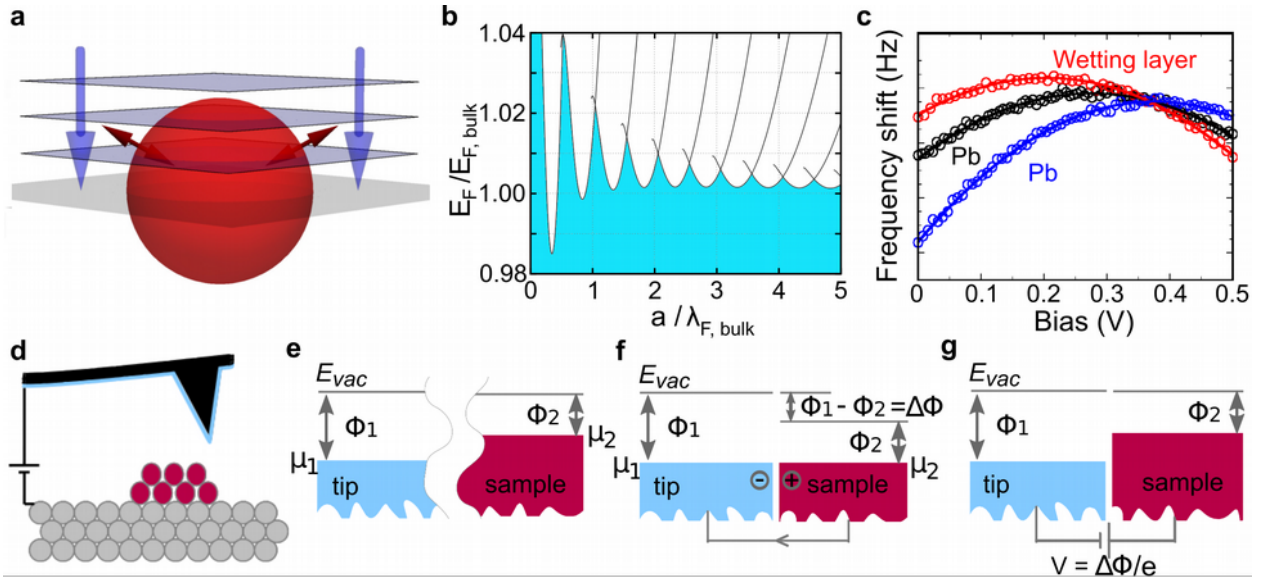 a
b
E_F / E_F, bulk
1.04
1.02
1.00
0.98
0 1 2 3 4 5
a / λ_F, bulk
c
Frequency shift (Hz)
Wetting layer
Pb
Pb
0 0.1 0.2 0.3 0.4 0.5
Bias (V)
d
e
E_vac
Φ1
Φ2
μ1
μ2
tip
sample
f
E_vac
Φ1
Φ1 - Φ2 = ΔΦ
Φ2
μ1
μ2
tip
-
+
sample
g
E_vac
Φ1
Φ2
tip
sample
V = ΔΦ/e